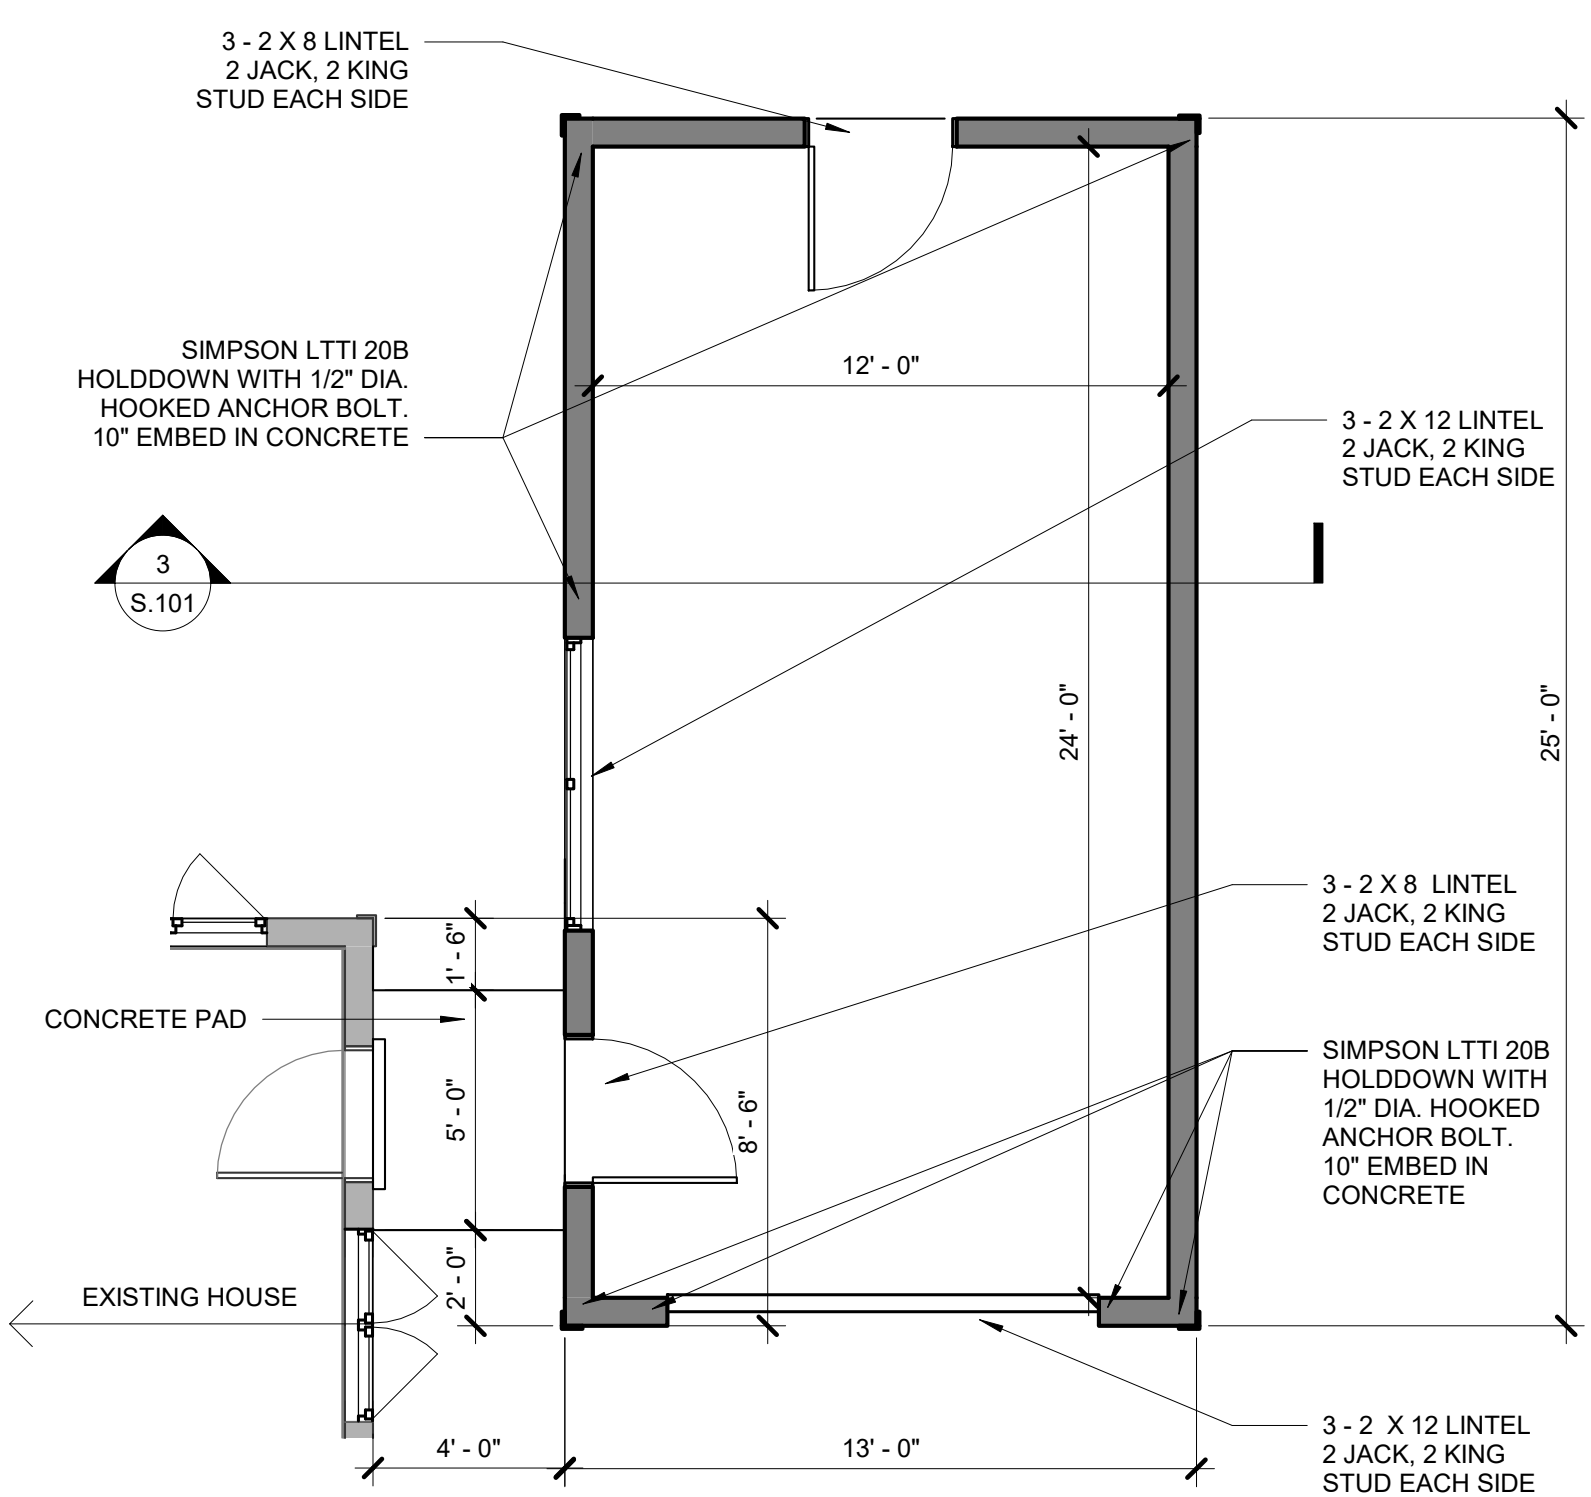 3 - 2 X 8 LINTEL
2 JACK, 2 KING
STUD EACH SIDE
SIMPSON LTTI 20B
HOLDDOWN WITH 1/2" DIA.
HOOKED ANCHOR BOLT.
10" EMBED IN CONCRETE
12' - 0"
3 - 2 X 12 LINTEL
2 JACK, 2 KING
STUD EACH SIDE
3
S.101
24' - 0"
25' - 0"
3 - 2 X 8  LINTEL
2 JACK, 2 KING
STUD EACH SIDE
1' - 6"
CONCRETE PAD
5' - 0"
8' - 6"
SIMPSON LTTI 20B
HOLDDOWN WITH
1/2" DIA. HOOKED
ANCHOR BOLT.
10" EMBED IN
CONCRETE
2' - 0"
EXISTING HOUSE
4' - 0"
13' - 0"
3 - 2  X 12 LINTEL
2 JACK, 2 KING
STUD EACH SIDE